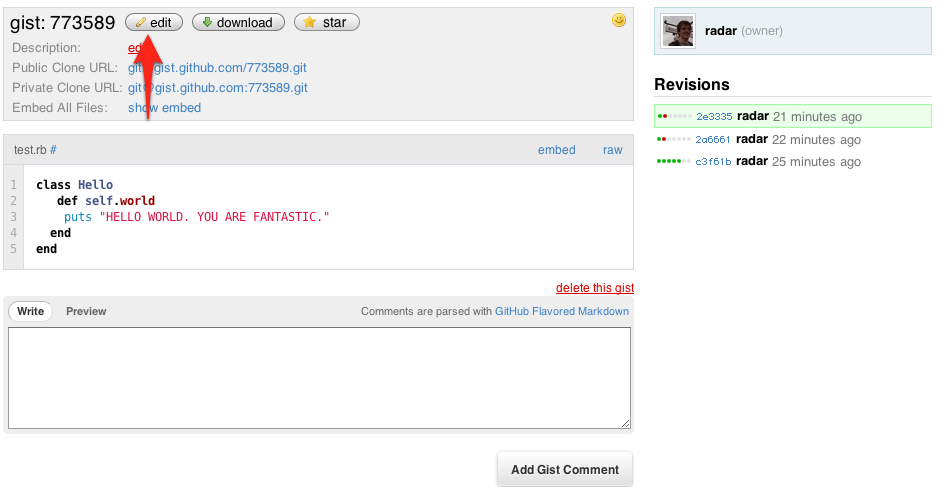 gist: 773589 edit download star
Description: ed
Public Clone URL: git@gist.github.com/773589.git
Private Clone URL: git@gist.github.com:773589.git
Embed All Files: show embed
test.rb # embed raw
1 class Hello
2 def self.world
3 puts "HELLO WORLD. YOU ARE FANTASTIC."
4 end
5 end
delete this gist
Write Preview Comments are parsed with GitHub Flavored Markdown
Add Gist Comment
radar (owner)
Revisions
2e3335 radar 21 minutes ago
2a6661 radar 22 minutes ago
c3f61b radar 25 minutes ago